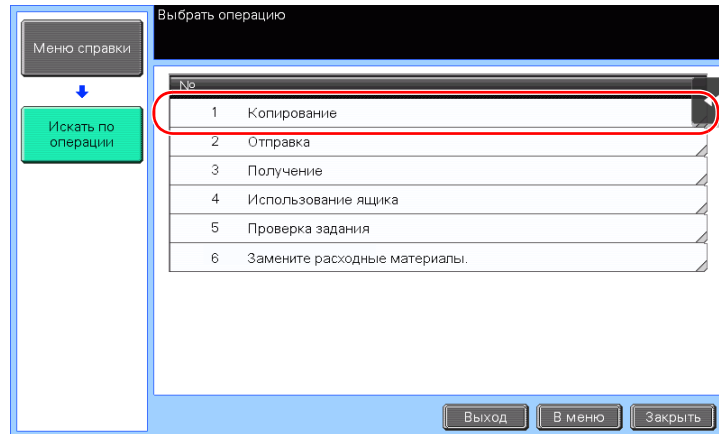 Выбрать операцию
Меню справки
Искать по
операции
№
1 Копирование
2 Отправка
3 Получение
4 Использование ящика
5 Проверка задания
6 Замените расходные материалы.
Выход В меню Закрыть